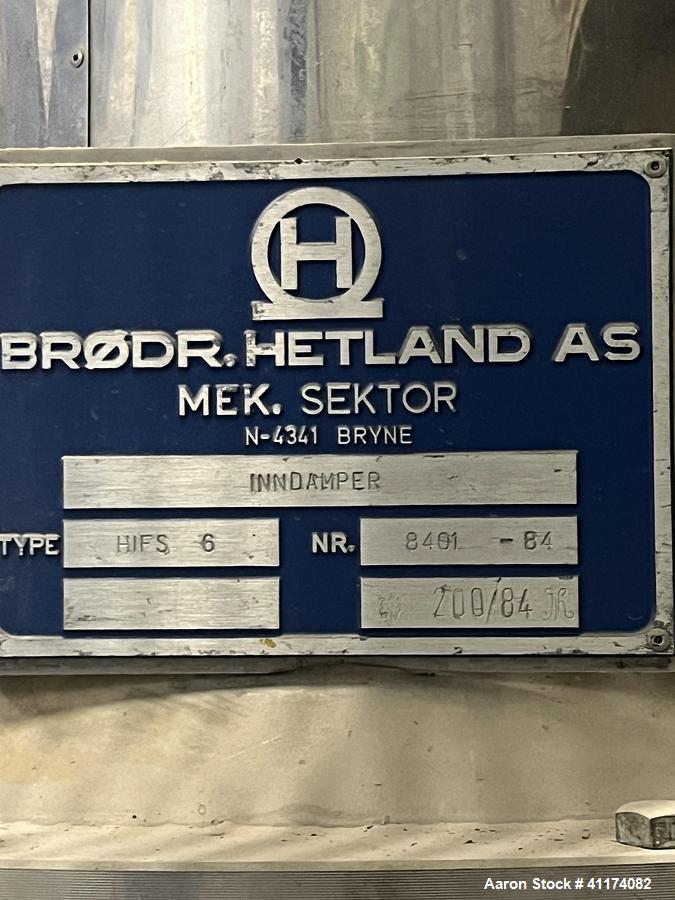 H
BRØDR. HETLAND AS
MEK. SEKTOR
N-4341 BRYNE
INNDAMPER
TYPE HIFS 6 NR. 8401 - 84
200/84
Aaron Stock # 41174082